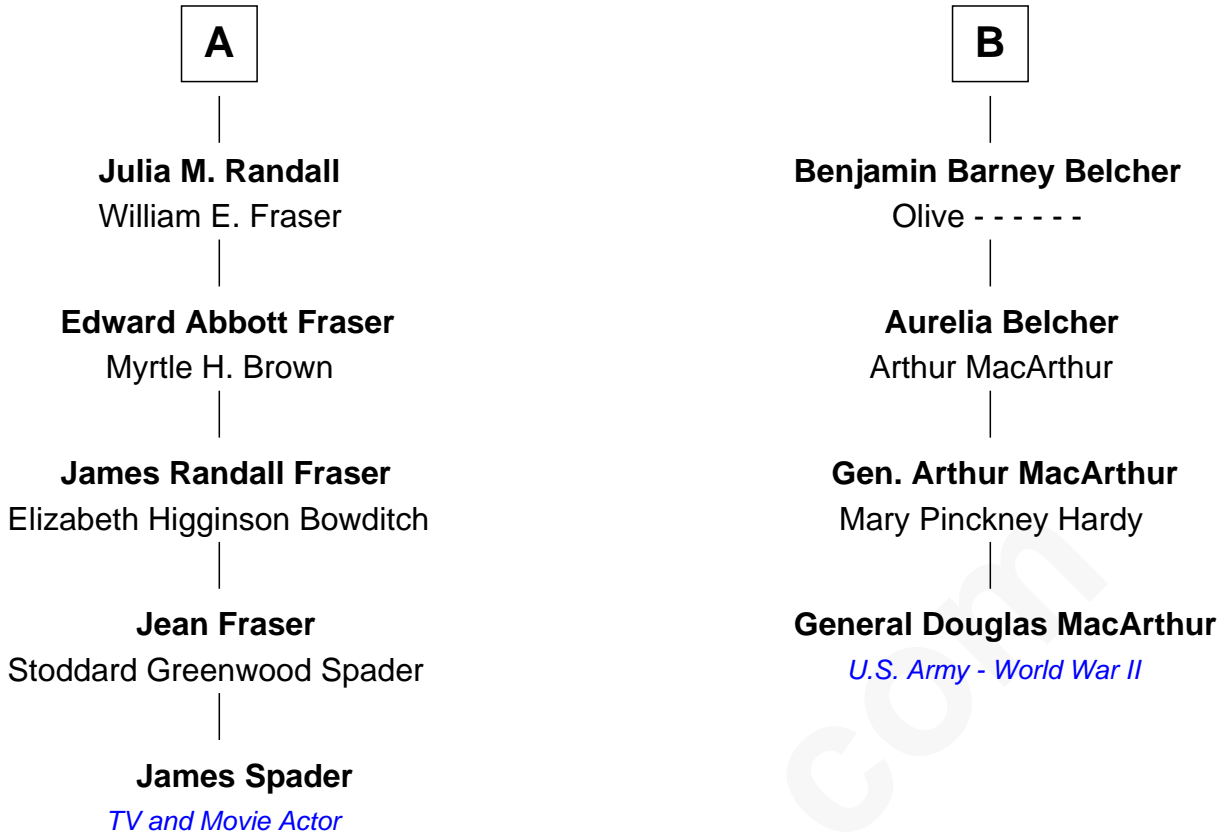 A
Julia M. Randall
William E. Fraser
Edward Abbott Fraser
Myrtle H. Brown
James Randall Fraser
Elizabeth Higginson Bowditch
Jean Fraser
Stoddard Greenwood Spader
James Spader
TV and Movie Actor
B
Benjamin Barney Belcher
Olive - - - - - -
Aurelia Belcher
Arthur MacArthur
Gen. Arthur MacArthur
Mary Pinckney Hardy
General Douglas MacArthur
U.S. Army - World War II
com